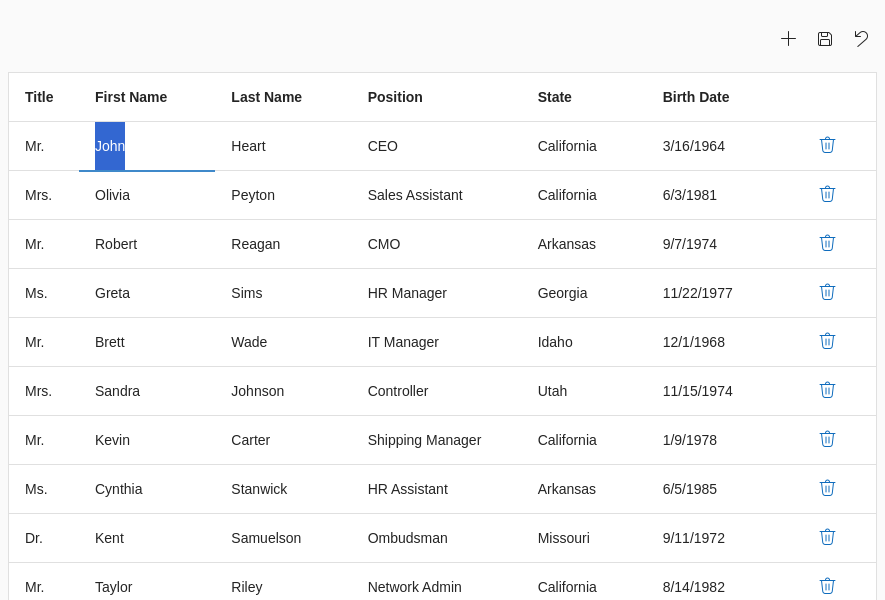 Title First Name Last Name Position State Birth Date
Mr. John Heart CEO California 3/16/1964
Mrs. Olivia Peyton Sales Assistant California 6/3/1981
Mr. Robert Reagan CMO Arkansas 9/7/1974
Ms. Greta Sims HR Manager Georgia 11/22/1977
Mr. Brett Wade IT Manager Idaho 12/1/1968
Mrs. Sandra Johnson Controller Utah 11/15/1974
Mr. Kevin Carter Shipping Manager California 1/9/1978
Ms. Cynthia Stanwick HR Assistant Arkansas 6/5/1985
Dr. Kent Samuelson Ombudsman Missouri 9/11/1972
Mr. Taylor Riley Network Admin California 8/14/1982